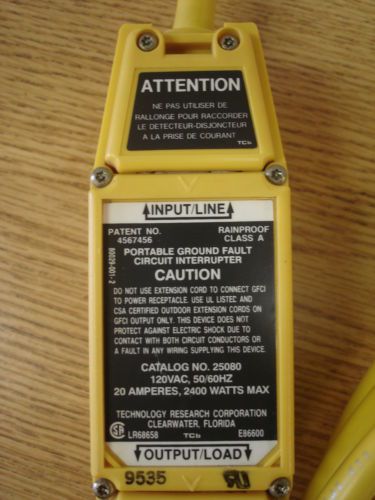 ATTENTION
NE PAS UTILISER DE
RALLONGE POUR RACCORDER
LE DETECTEUR-DISJONCTEUR
A LA PRISE DE COURANT
TCb
INPUT/LINE
PATENT NO. RAINPROOF
4567456 CLASS A
PORTABLE GROUND FAULT
CIRCUIT INTERRUPTER
CAUTION
DO NOT USE EXTENSION CORD TO CONNECT GFCI
TO POWER RECEPTACLE. USE UL LISTED AND
CSA CERTIFIED OUTDOOR EXTENSION CORDS ON
GFCI OUTPUT ONLY. THIS DEVICE DOES NOT
PROTECT AGAINST ELECTRIC SHOCK DUE TO
CONTACT WITH BOTH CIRCUIT CONDUCTORS OR
A FAULT IN ANY WIRING SUPPLYING THIS DEVICE.
CATALOG NO. 25080
120VAC, 50/60HZ
20 AMPERES, 2400 WATTS MAX
TECHNOLOGY RESEARCH CORPORATION
CLEARWATER, FLORIDA
LR68658 TCb E86600
OUTPUT/LOAD
9535